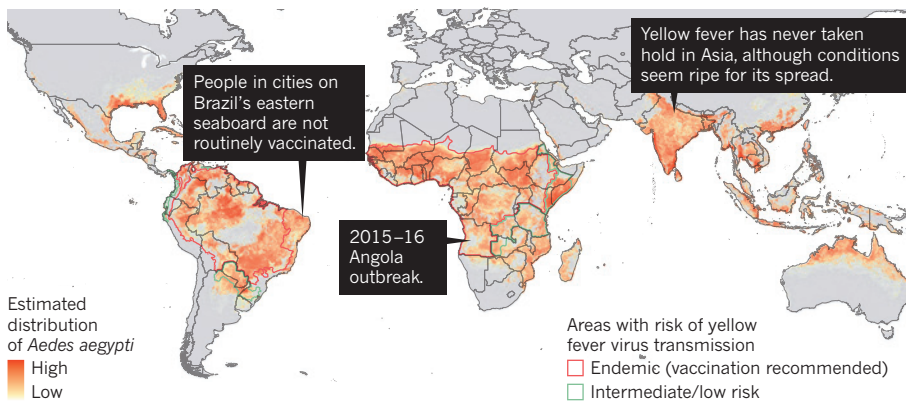 Yellow fever has never taken
hold in Asia, although conditions
seem ripe for its spread.
People in cities on
Brazil’s eastern
seaboard are not
routinely vaccinated.
2015–16
Angola
outbreak.
Estimated
distribution
of Aedes aegypti
High
Low
Areas with risk of yellow
fever virus transmission
Endemic (vaccination recommended)
Intermediate/low risk